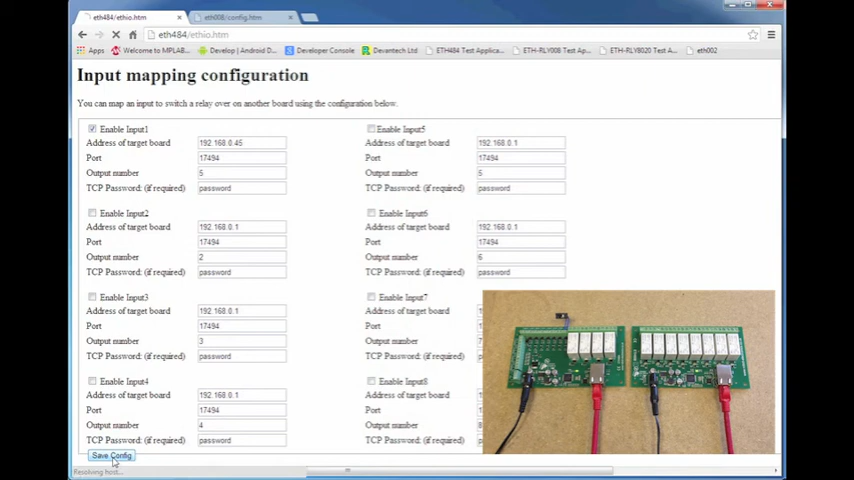 eth484/ethio.htm eth008/config.htm
eth484/ethio.htm
Apps Welcome to MPLAB... Develop | Android D... Developer Console Devantech Ltd ETH484 Test Applica... ETH-RLY008 Test Ap... ETH-RLY8020 Test A... eth002
Input mapping configuration
You can map an input to switch a relay over on another board using the configuration below.
Enable Input1
Address of target board 192.168.0.45
Port 17494
Output number 5
TCP Password: (if required) password
Enable Input2
Address of target board 192.168.0.1
Port 17494
Output number 2
TCP Password: (if required) password
Enable Input3
Address of target board 192.168.0.1
Port 17494
Output number 3
TCP Password: (if required) password
Enable Input4
Address of target board 192.168.0.1
Port 17494
Output number 4
TCP Password: (if required) password
Enable Input5
Address of target board 192.168.0.1
Port 17494
Output number 5
TCP Password: (if required) password
Enable Input6
Address of target board 192.168.0.1
Port 17494
Output number 6
TCP Password: (if required) password
Enable Input7
Address of target board 1
Port 1
Output number 7
TCP Password: (if required)
Enable Input8
Address of target board 1
Port 1
Output number 8
TCP Password: (if required)
Save Config
Resolving host...